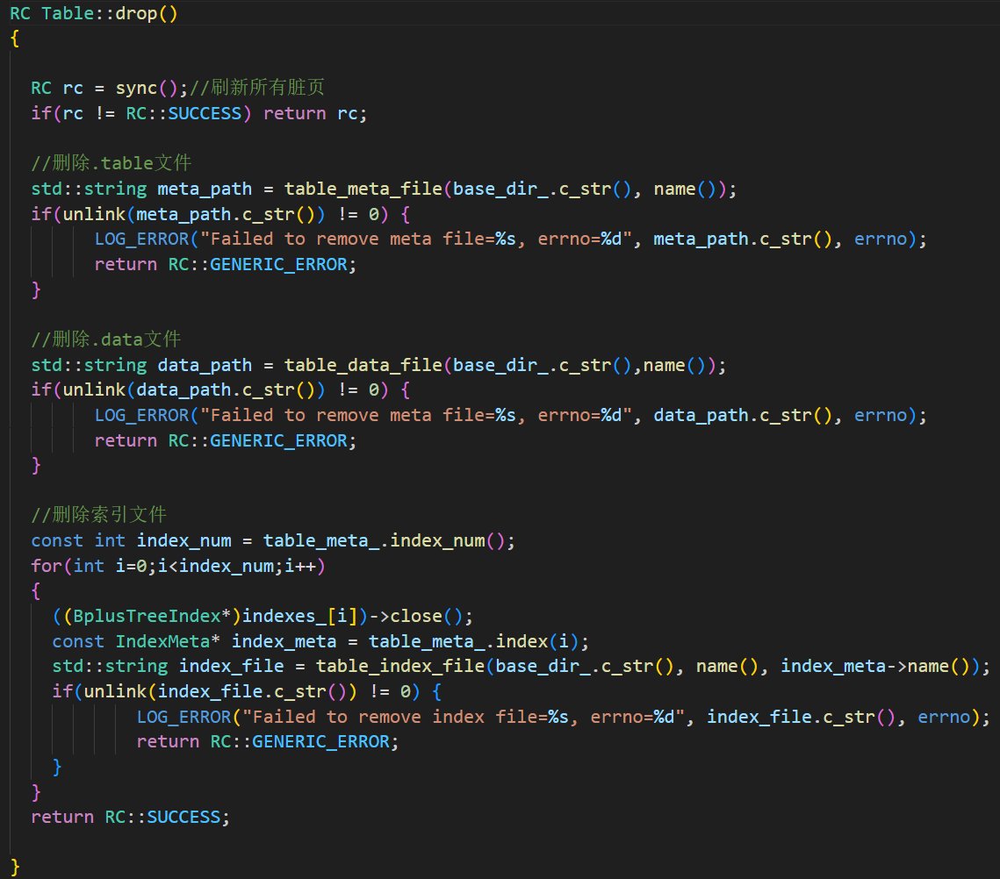 RC Table::drop()
{
RC rc = sync();//刷新所有脏页
if(rc != RC::SUCCESS) return rc;
//删除.table文件
std::string meta_path = table_meta_file(base_dir_.c_str(), name());
if(unlink(meta_path.c_str()) != 0) {
LOG_ERROR("Failed to remove meta file=%s, errno=%d", meta_path.c_str(), errno);
return RC::GENERIC_ERROR;
}
//删除.data文件
std::string data_path = table_data_file(base_dir_.c_str(),name());
if(unlink(data_path.c_str()) != 0) {
LOG_ERROR("Failed to remove meta file=%s, errno=%d", data_path.c_str(), errno);
return RC::GENERIC_ERROR;
}
//删除索引文件
const int index_num = table_meta_.index_num();
for(int i=0;i<index_num;i++)
{
((BplusTreeIndex*)indexes_[i])->close();
const IndexMeta* index_meta = table_meta_.index(i);
std::string index_file = table_index_file(base_dir_.c_str(), name(), index_meta->name());
if(unlink(index_file.c_str()) != 0) {
LOG_ERROR("Failed to remove index file=%s, errno=%d", index_file.c_str(), errno);
return RC::GENERIC_ERROR;
}
}
return RC::SUCCESS;
}